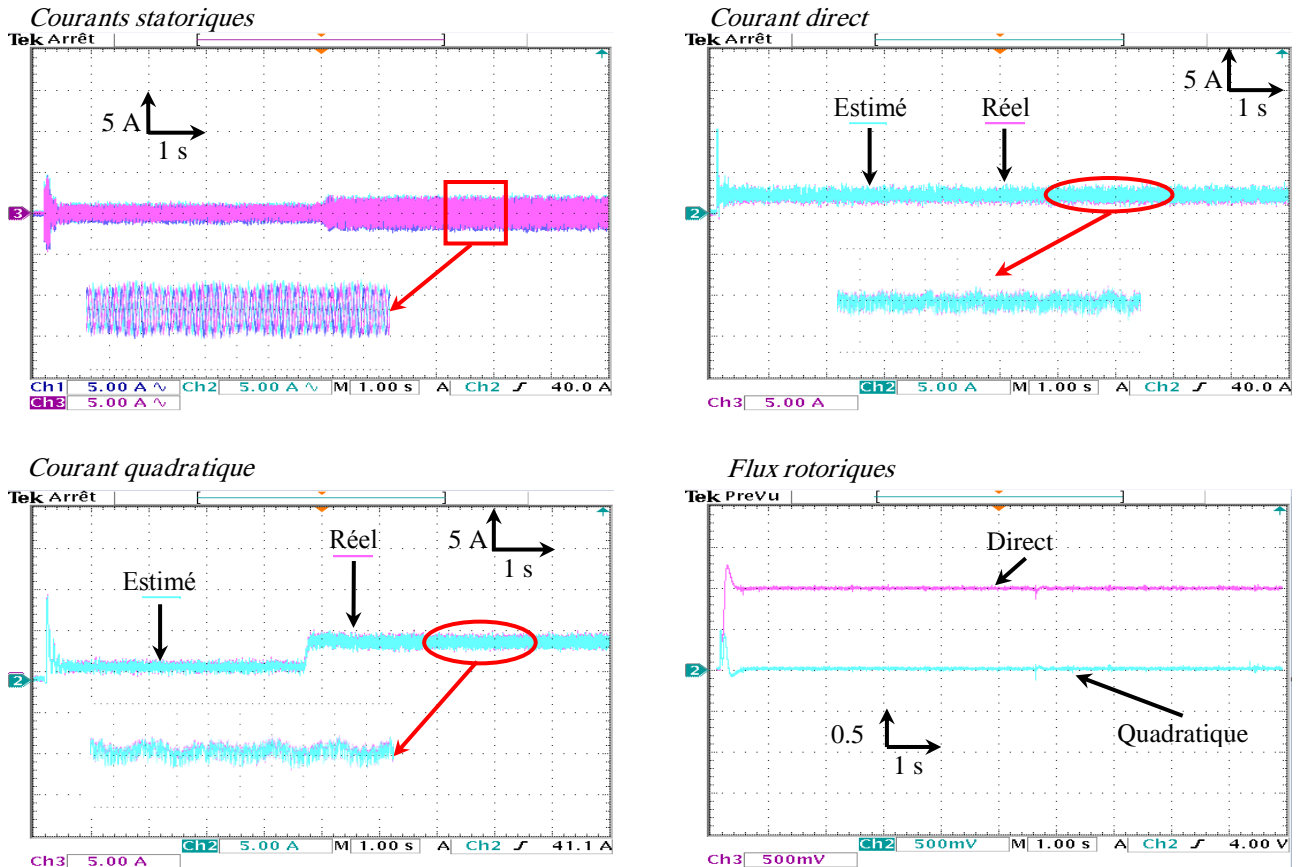 Courants statoriques
Tek Arrêt
5 A
1 s
3
Ch1 5.00 A ∿ Ch2 5.00 A ∿ M 1.00 s A Ch2 ƒ 40.0 A
Ch3 5.00 A ∿
Courant direct
Tek Arrêt
5 A
1 s
Estimé
Réel
2
Ch2 5.00 A M 1.00 s A Ch2 ƒ 40.0 A
Ch3 5.00 A
Courant quadratique
Tek Arrêt
5 A
1 s
Réel
Estimé
2
Ch2 5.00 A M 1.00 s A Ch2 ƒ 41.1 A
Ch3 5.00 A
Flux rotoriques
Tek PreVu
Direct
2
0.5
1 s
Quadratique
Ch2 500mV M 1.00 s A Ch2 ƒ 4.00 V
Ch3 500mV